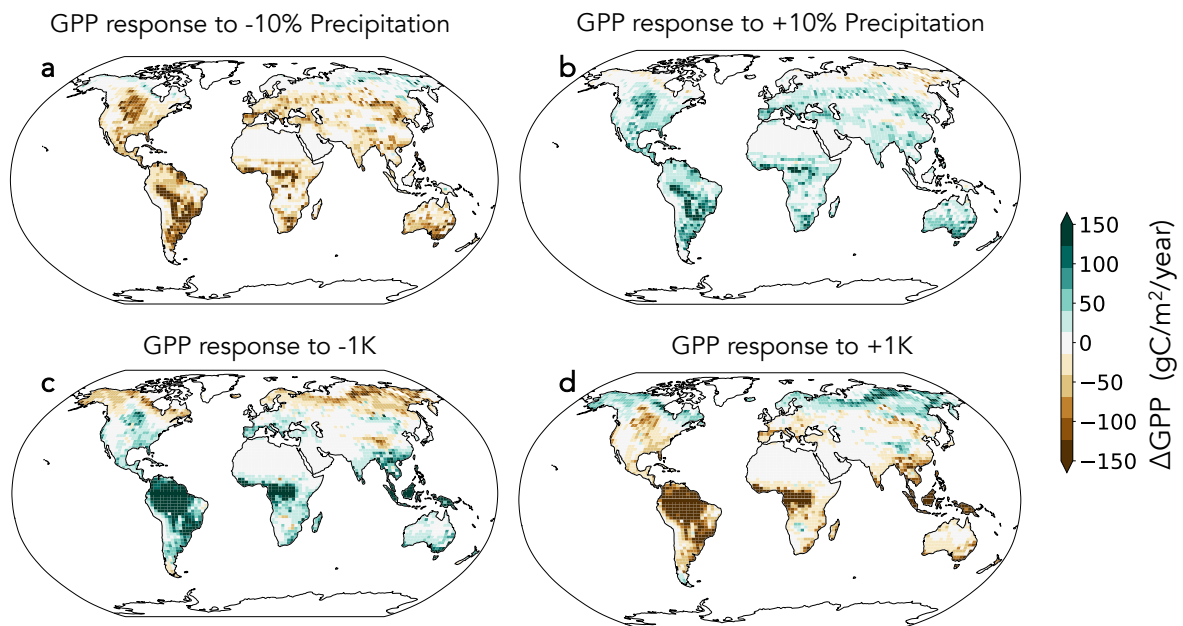 GPP response to -10% Precipitation
GPP response to +10% Precipitation
a
b
GPP response to -1K
GPP response to +1K
c
d
150
100
50
0
−50
−100
−150
ΔGPP (gC/m²/year)